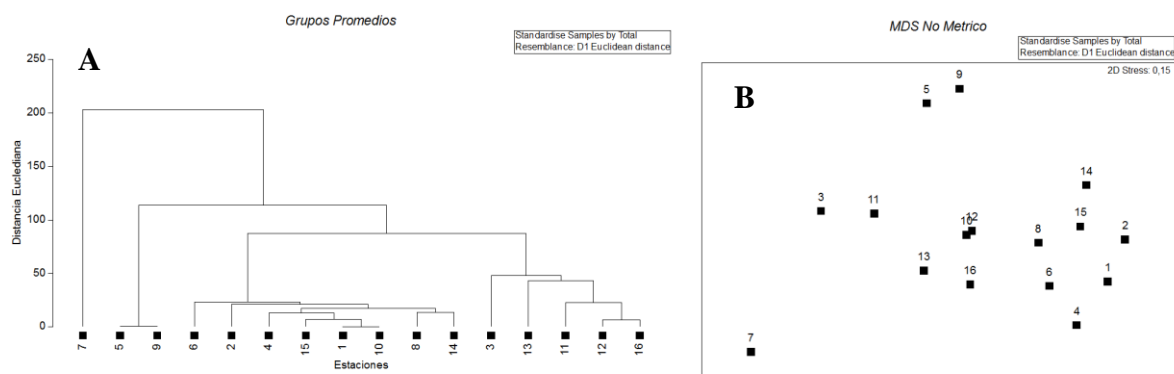 Grupos Promedios
Standardise Samples by Total
Resemblance: D1 Euclidean distance
A
250
200
150
100
50
0
Distancia Euclediana
7 5 9 6 2 4 15 1 10 8 14 3 13 11 12 16
Estaciones
MDS No Metrico
Standardise Samples by Total
Resemblance: D1 Euclidean distance
2D Stress: 0,15
B
9
5
14
3
11
15
12
10
2
8
13
16
6
1
4
7